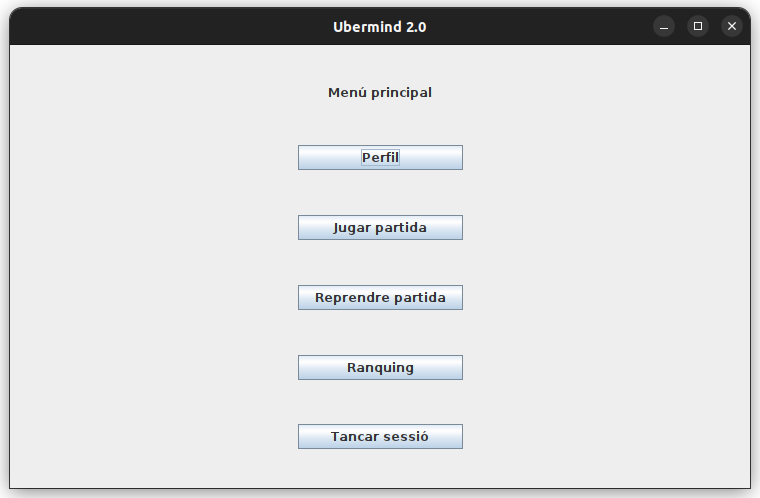 Ubermind 2.0
Menú principal
Perfil
Jugar partida
Reprendre partida
Ranquing
Tancar sessió